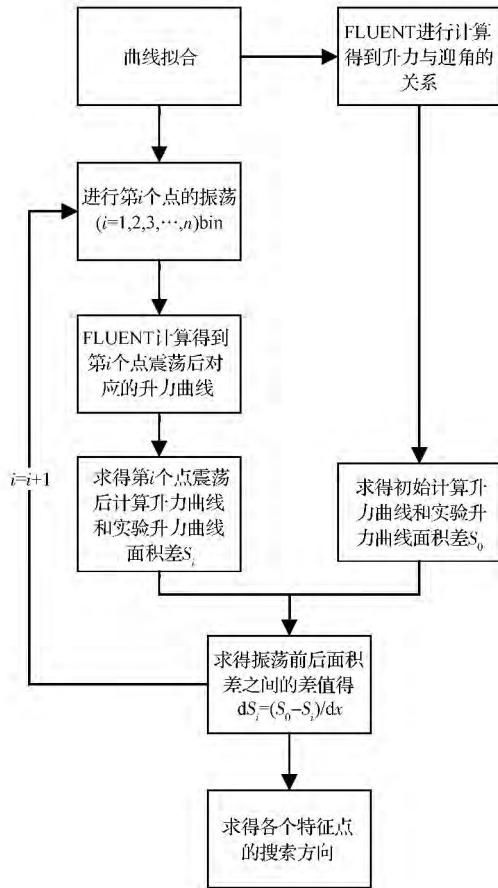 曲线拟合
FLUENT进行计算
得到升力与迎角的
关系
进行第i个点的振荡
(i=1,2,3,⋯,n)bin
FLUENT计算得到
第i个点震荡后对
应的升力曲线
i=i+1
求得第i个点震荡
后计算升力曲线
和实验升力曲线
面积差Si
求得初始计算升
力曲线和实验升
力曲线面积差S0
求得振荡前后面积
差之间的差值得
dSi=(S0−Si)/dx
求得各个特征点
的搜索方向